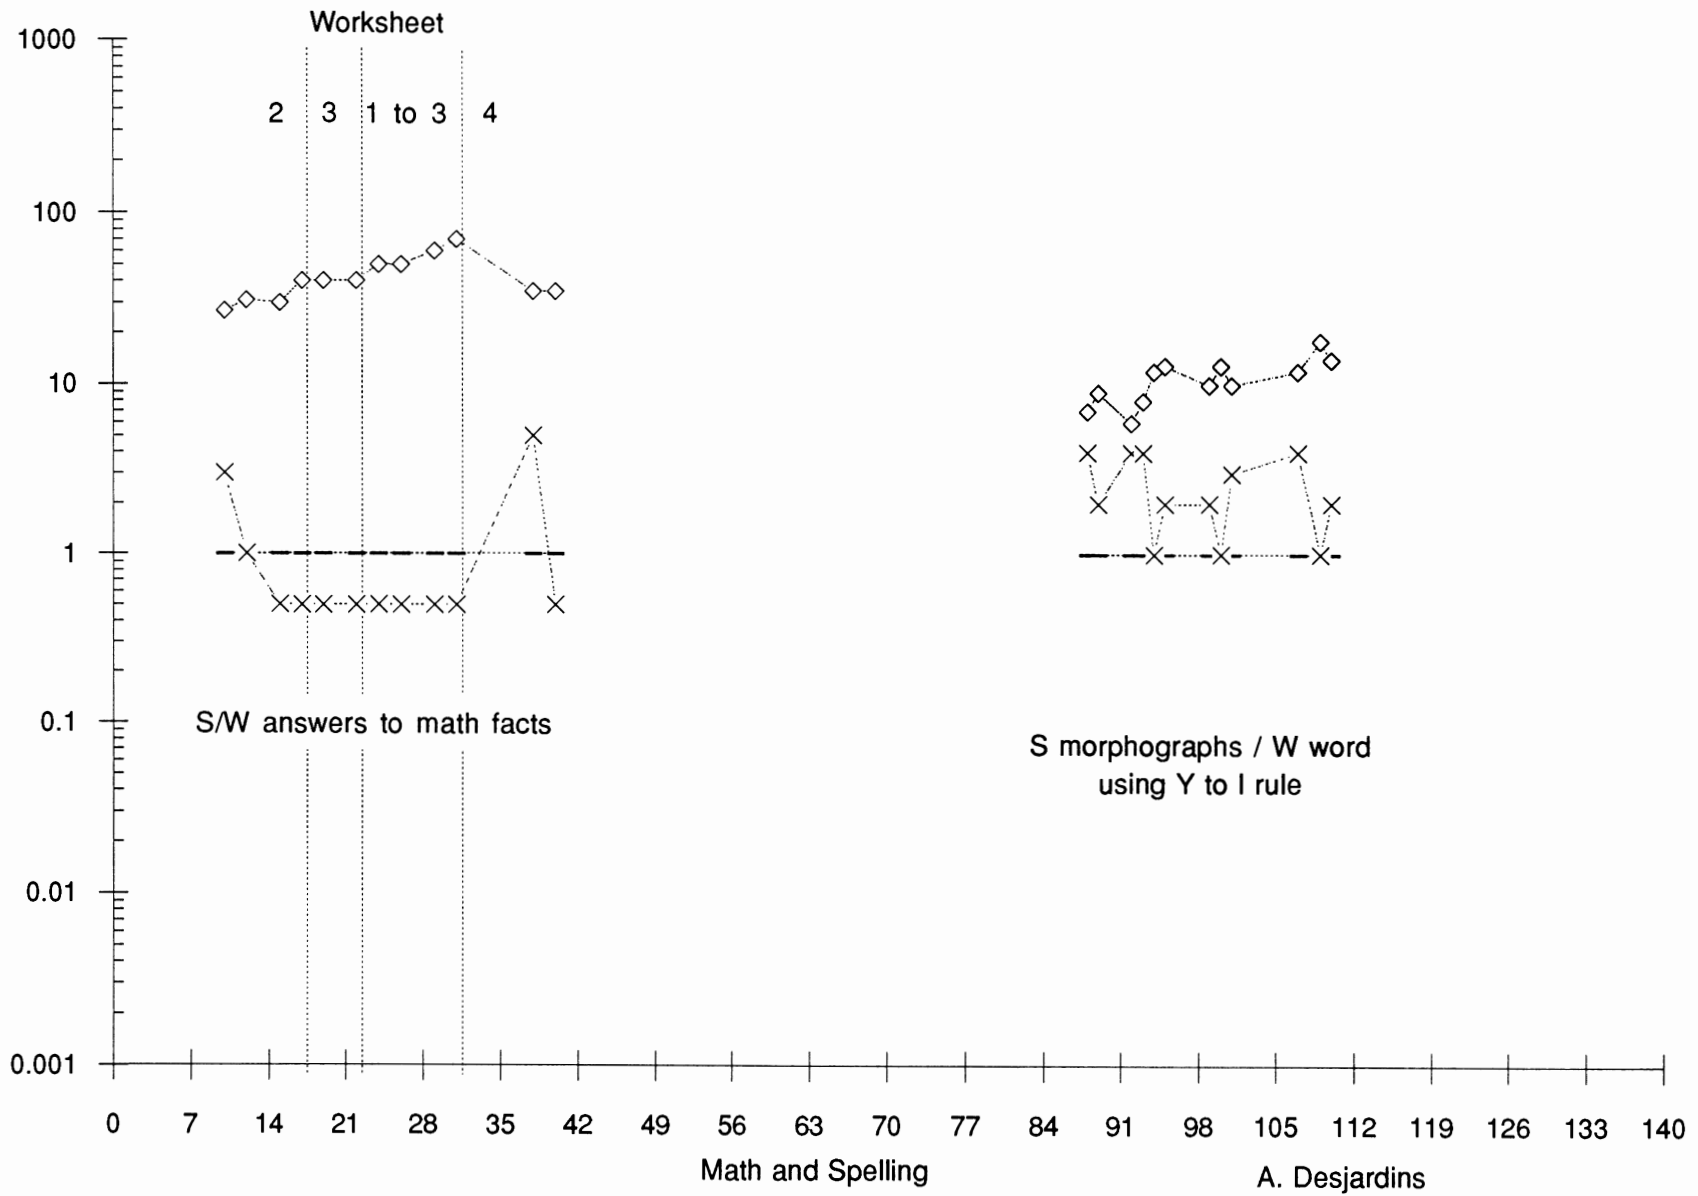 Worksheet
1000
2 3 1 to 3 4
100
10
1
0.1
S/W answers to math facts
S morphographs / W word
using Y to I rule
0.01
0.001
0 7 14 21 28 35 42 49 56 63 70 77 84 91 98 105 112 119 126 133 140
Math and Spelling
A. Desjardins